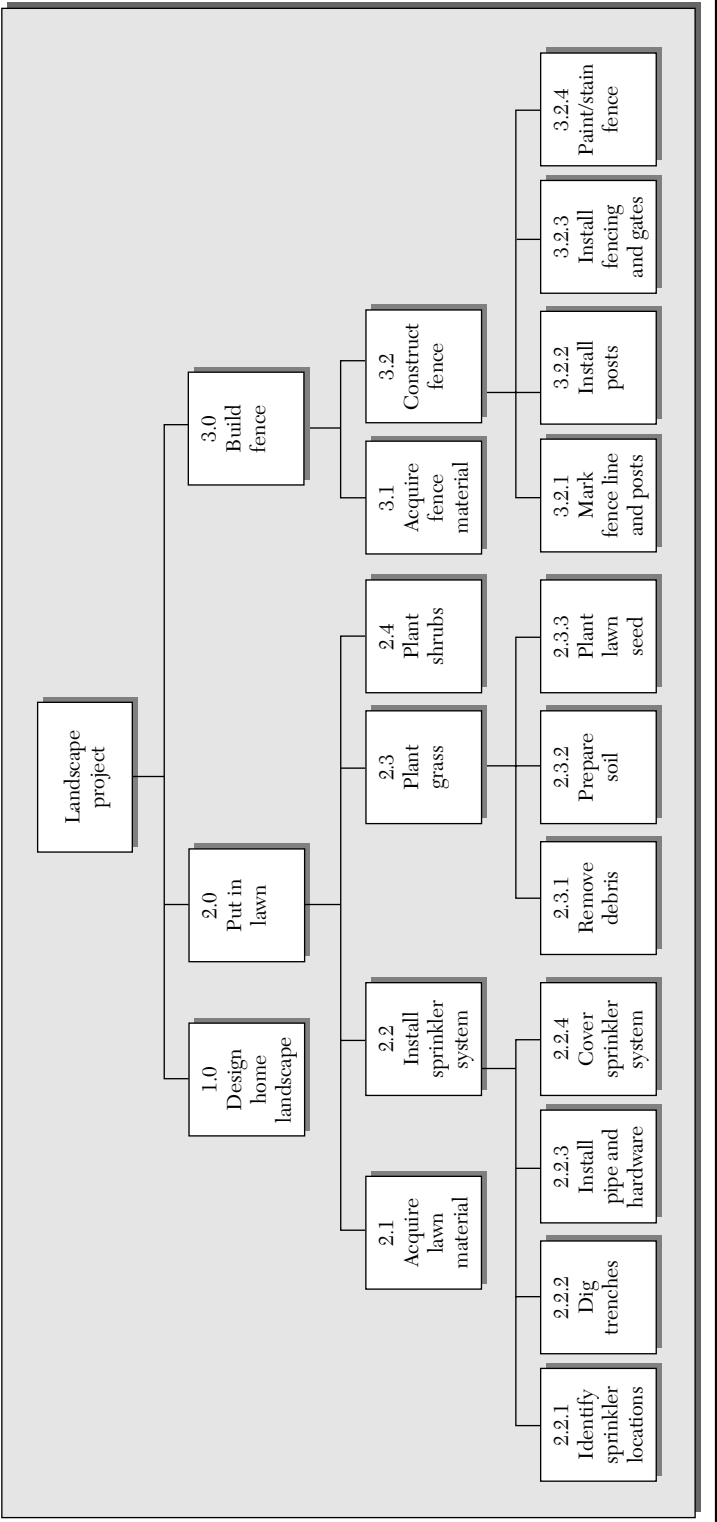 Landscape
project
1.0
Design
home
landscape
2.0
Put in
lawn
3.0
Build
fence
2.1
Acquire
lawn
material
2.2
Install
sprinkler
system
2.3
Plant
grass
2.4
Plant
shrubs
3.1
Acquire
fence
material
3.2
Construct
fence
2.2.1
Identify
sprinkler
locations
2.2.2
Dig
trenches
2.2.3
Install
pipe and
hardware
2.2.4
Cover
sprinkler
system
2.3.1
Remove
debris
2.3.2
Prepare
soil
2.3.3
Plant
lawn
seed
3.2.1
Mark
fence line
and posts
3.2.2
Install
posts
3.2.3
Install
fencing
and gates
3.2.4
Paint/stain
fence